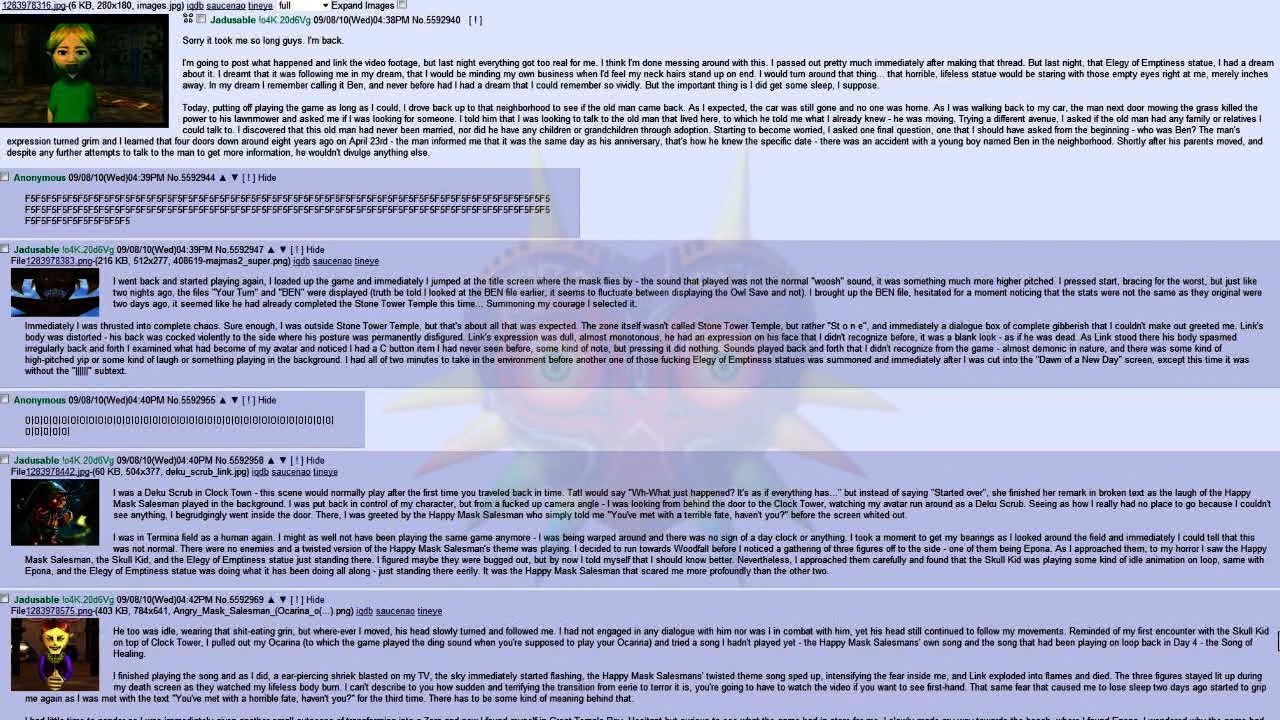 1283978316.jpg-(6 KB, 280x180, images.jpg) iqdb saucenao tineye full Expand Images
Jadusable !o4K.20d6Vg 09/08/10(Wed)04:38PM No.5592940 [ ! ]
Sorry it took me so long guys. I'm back.
I'm going to post what happened and link the video footage, but last night everything got too real for me. I think I'm done messing around with this. I passed out pretty much immediately after making that thread. But last night, that Elegy of Emptiness statue, I had a dream
about it. I dreamt that it was following me in my dream, that I would be minding my own business when I'd feel my neck hairs stand up on end. I would turn around that thing... that horrible, lifeless statue would be staring with those empty eyes right at me, merely inches
away. In my dream I remember calling it Ben, and never before had I had a dream that I could remember so vividly. But the important thing is I did get some sleep, I suppose.
Today, putting off playing the game as long as I could, I drove back up to that neighborhood to see if the old man came back. As I expected, the car was still gone and no one was home. As I was walking back to my car, the man next door mowing the grass killed the
power to his lawnmower and asked me if I was looking for someone. I told him that I was looking to talk to the old man that lived here, to which he told me what I already knew - he was moving. Trying a different avenue, I asked if the old man had any family or relatives I
could talk to. I discovered that this old man had never been married, nor did he have any children or grandchildren through adoption. Starting to become worried, I asked one final question, one that I should have asked from the beginning - who was Ben? The man's
expression turned grim and I learned that four doors down around eight years ago on April 23rd - the man informed me that it was the same day as his anniversary, that's how he knew the specific date - there was an accident with a young boy named Ben in the neighborhood. Shortly after his parents moved, and
despite any further attempts to talk to the man to get more information, he wouldn't divulge anything else.
Anonymous 09/08/10(Wed)04:39PM No.5592944 ▲ ▼ [ ! ] Hide
Jadusable !o4K.20d6Vg 09/08/10(Wed)04:39PM No.5592947 ▲ ▼ [ ! ] Hide
File1283978383.png-(216 KB, 512x277, 408619-majmas2_super.png) iqdb saucenao tineye
I went back and started playing again, I loaded up the game and immediately I jumped at the title screen where the mask flies by - the sound that played was not the normal "woosh" sound, it was something much more higher pitched. I pressed start, bracing for the worst, but just like
two nights ago, the files "Your Turn" and "BEN" were displayed (truth be told I looked at the BEN file earlier, it seems to fluctuate between displaying the Owl Save and not). I brought up the BEN file, hesitated for a moment noticing that the stats were not the same as they original were
two days ago, it seemed like he had already completed the Stone Tower Temple this time... Summoning my courage I selected it.
Immediately I was thrusted into complete chaos. Sure enough, I was outside Stone Tower Temple, but that's about all that was expected. The zone itself wasn't called Stone Tower Temple, but rather "St o n e", and immediately a dialogue box of complete gibberish that I couldn't make out greeted me. Link's
body was distorted - his back was cocked violently to the side where his posture was permanently disfigured. Link's expression was dull, almost monotonous, he had an expression on his face that I didn't recognize before, it was a blank look - as if he was dead. As Link stood there his body spasmed
irregularly back and forth I examined what had become of my avatar and noticed I had a C button item I had never seen before, some kind of note, but pressing it did nothing. Sounds played back and forth that I didn't recognize from the game - almost demonic in nature, and there was some kind of
high-pitched yip or some kind of laugh or something playing in the background. I had all of two minutes to take in the environment before another one of those fucking Elegy of Emptiness statues was summoned and immediately after I was cut into the "Dawn of a New Day" screen, except this time it was
without the "||||||" subtext.
Anonymous 09/08/10(Wed)04:40PM No.5592955 ▲ ▼ [ ! ] Hide
Jadusable !o4K.20d6Vg 09/08/10(Wed)04:40PM No.5592958 ▲ ▼ [ ! ] Hide
File1283978442.jpg-(60 KB, 504x377, deku_scrub_link.jpg) iqdb saucenao tineye
I was a Deku Scrub in Clock Town - this scene would normally play after the first time you traveled back in time. Tatl would say "Wh-What just happened? It's as if everything has..." but instead of saying "Started over", she finished her remark in broken text as the laugh of the Happy
Mask Salesman played in the background. I was put back in control of my character, but from a fucked up camera angle - I was looking from behind the door to the Clock Tower, watching my avatar run around as a Deku Scrub. Seeing as how I really had no place to go because I couldn't
see anything, I begrudgingly went inside the door. There, I was greeted by the Happy Mask Salesman who simply told me "You've met with a terrible fate, haven't you?" before the screen whited out.
I was in Termina field as a human again. I might as well not have been playing the same game anymore - I was being warped around and there was no sign of a day clock or anything. I took a moment to get my bearings as I looked around the field and immediately I could tell that this
was not normal. There were no enemies and a twisted version of the Happy Mask Salesman's theme was playing. I decided to run towards Woodfall before I noticed a gathering of three figures off to the side - one of them being Epona. As I approached them, to my horror I saw the Happy
Mask Salesman, the Skull Kid, and the Elegy of Emptiness statue just standing there. I figured maybe they were bugged out, but by now I told myself that I should know better. Nevertheless, I approached them carefully and found that the Skull Kid was playing some kind of idle animation on loop, same with
Epona, and the Elegy of Emptiness statue was doing what it has been doing all along - just standing there eerily. It was the Happy Mask Salesman that scared me more profoundly than the other two.
Jadusable !o4K.20d6Vg 09/08/10(Wed)04:42PM No.5592969 ▲ ▼ [ ! ] Hide
File1283978575.png-(403 KB, 784x641, Angry_Mask_Salesman_(Ocarina_o(...).png) iqdb saucenao tineye
He too was idle, wearing that shit-eating grin, but where-ever I moved, his head slowly turned and followed me. I had not engaged in any dialogue with him nor was I in combat with him, yet his head still continued to follow my movements. Reminded of my first encounter with the Skull Kid
on top of Clock Tower, I pulled out my Ocarina (to which the game played the ding sound when you're supposed to play your Ocarina) and tried a song I hadn't played yet - the Happy Mask Salesmans' own song and the song that had been playing on loop back in Day 4 - the Song of
Healing.
I finished playing the song and as I did, a ear-piercing shriek blasted on my TV, the sky immediately started flashing, the Happy Mask Salesmans' twisted theme song sped up, intensifying the fear inside me, and Link exploded into flames and died. The three figures stayed lit up during
my death screen as they watched my lifeless body burn. I can't describe to you how sudden and terrifying the transition from eerie to terror it is, you're going to have to watch the video if you want to see first-hand. That same fear that caused me to lose sleep two days ago started to grip
me again as I was met with the text "You've met with a terrible fate, haven't you?" for the third time. There has to be some kind of meaning behind that.